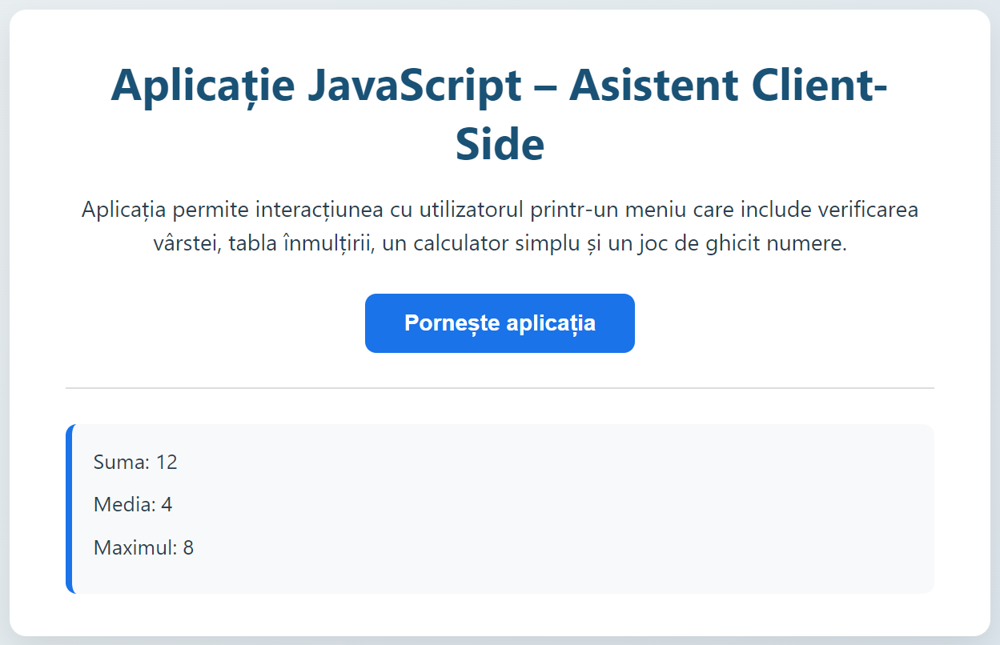 Aplicație JavaScript – Asistent Client-
Side
Aplicația permite interacțiunea cu utilizatorul printr-un meniu care include verificarea
vârstei, tabla înmulțirii, un calculator simplu și un joc de ghicit numere.
Pornește aplicația
Suma: 12
Media: 4
Maximul: 8